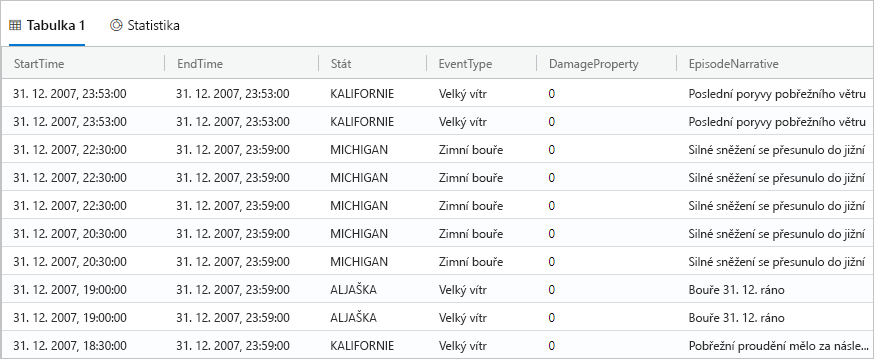 Tabulka 1 Statistika
StartTime EndTime Stát EventType DamageProperty EpisodeNarrative
31. 12. 2007, 23:53:00 31. 12. 2007, 23:53:00 KALIFORNIE Velký vítr 0 Poslední poryvy pobřežního větru
31. 12. 2007, 23:53:00 31. 12. 2007, 23:53:00 KALIFORNIE Velký vítr 0 Poslední poryvy pobřežního větru
31. 12. 2007, 22:30:00 31. 12. 2007, 23:59:00 MICHIGAN Zimní bouře 0 Silné sněžení se přesunulo do jižní
31. 12. 2007, 22:30:00 31. 12. 2007, 23:59:00 MICHIGAN Zimní bouře 0 Silné sněžení se přesunulo do jižní
31. 12. 2007, 22:30:00 31. 12. 2007, 23:59:00 MICHIGAN Zimní bouře 0 Silné sněžení se přesunulo do jižní
31. 12. 2007, 20:30:00 31. 12. 2007, 23:59:00 MICHIGAN Zimní bouře 0 Silné sněžení se přesunulo do jižní
31. 12. 2007, 20:30:00 31. 12. 2007, 23:59:00 MICHIGAN Zimní bouře 0 Silné sněžení se přesunulo do jižní
31. 12. 2007, 19:00:00 31. 12. 2007, 23:59:00 ALJAŠKA Velký vítr 0 Bouře 31. 12. ráno
31. 12. 2007, 19:00:00 31. 12. 2007, 23:59:00 ALJAŠKA Velký vítr 0 Bouře 31. 12. ráno
31. 12. 2007, 18:30:00 31. 12. 2007, 23:59:00 KALIFORNIE Velký vítr 0 Pobřežní proudění mělo za násle...